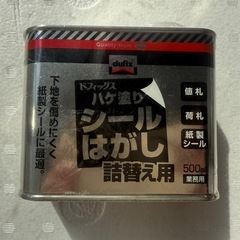 Quality
dufix
下地を傷めにくく
紙製シールに最適。
ドフィックス
ハケ塗り
シール
はがし
詰替え用
値札
荷札
紙製
シール
500㎖
業務用